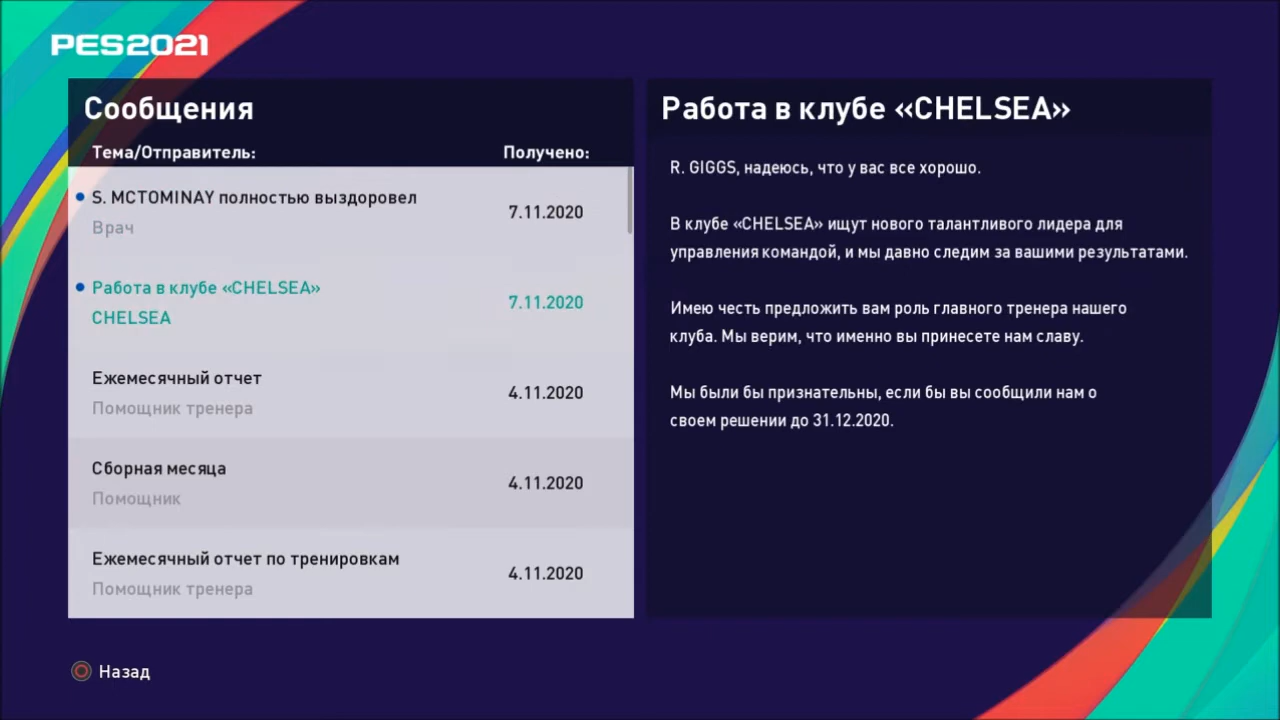 PES2021
Сообщения
Тема/Отправитель:
Получено:
S. MCTOMINAY полностью выздоровел
Врач
7.11.2020
Работа в клубе «CHELSEA»
CHELSEA
7.11.2020
Ежемесячный отчет
Помощник тренера
4.11.2020
Сборная месяца
Помощник
4.11.2020
Ежемесячный отчет по тренировкам
Помощник тренера
4.11.2020
Работа в клубе «CHELSEA»
R. GIGGS, надеюсь, что у вас все хорошо.
В клубе «CHELSEA» ищут нового талантливого лидера для
управления командой, и мы давно следим за вашими результатами.
Имею честь предложить вам роль главного тренера нашего
клуба. Мы верим, что именно вы принесете нам славу.
Мы были бы признательны, если бы вы сообщили нам о
своем решении до 31.12.2020.
Назад